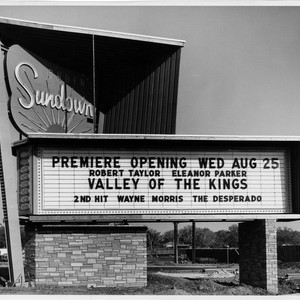 Sundown
PREMIERE OPENING WED AUG 25
ROBERT TAYLOR ELEANOR PARKER
VALLEY OF THE KINGS
2ND HIT WAYNE MORRIS THE DESPERADO